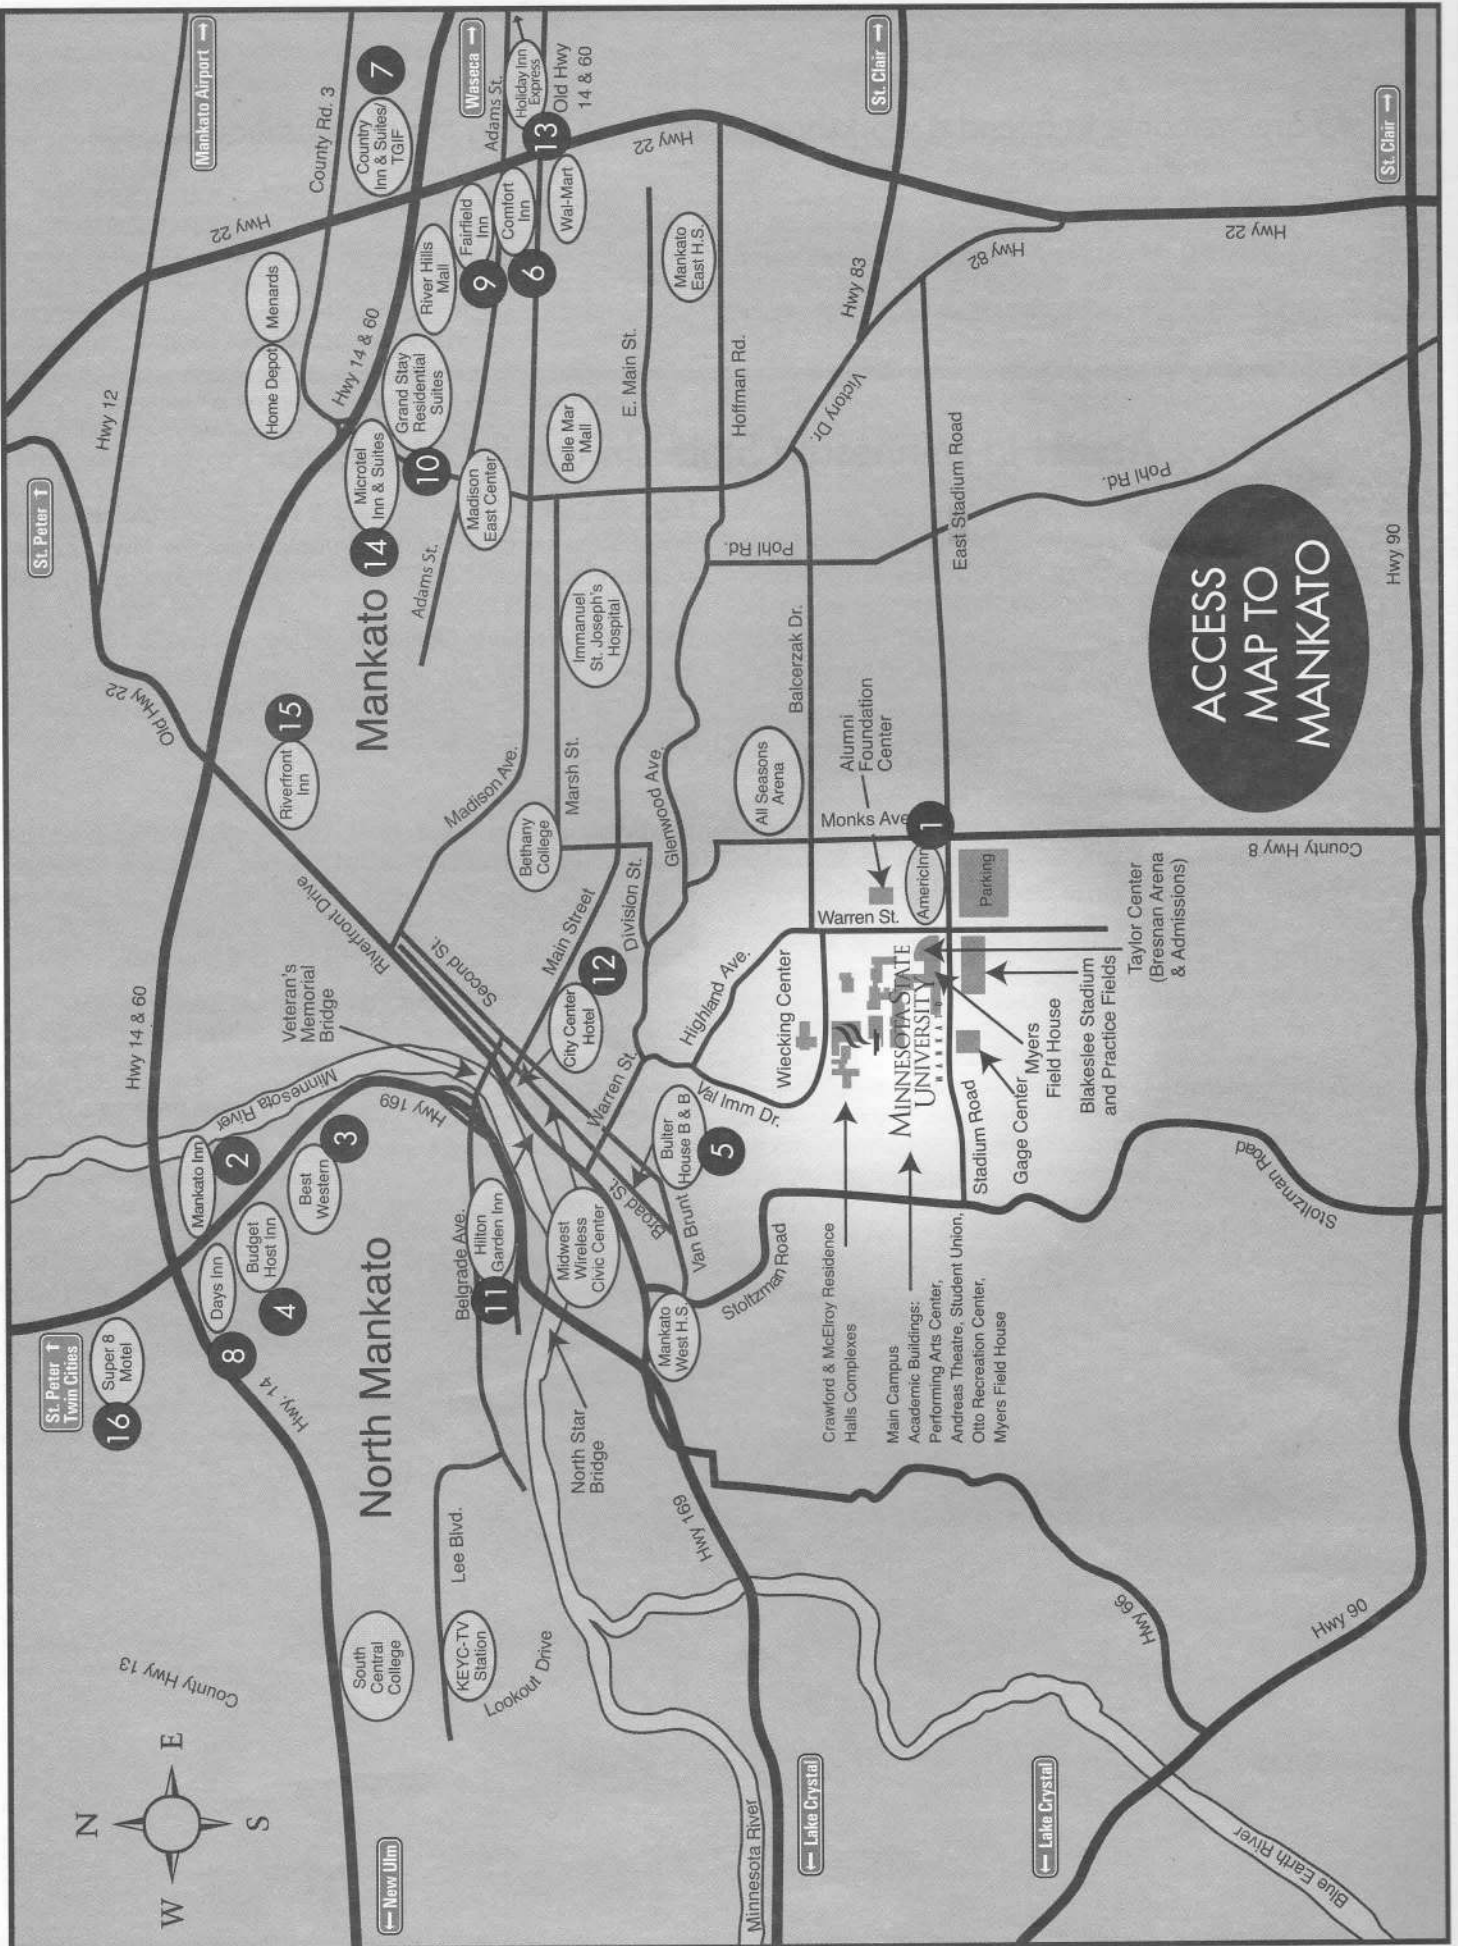 N
W
E
S
St. Peter ↑
Twin Cities
Super 8
Motel
16
County Hwy 13
St. Peter ↑
Hwy 12
Mankato Airport →
Old Hwy 22
Hwy 22
Hwy 14 & 60
Minnesota River
Mankato Inn
2
Days Inn
8
Hwy. 14
Budget
Host Inn
4
Best
Western
3
Riverfront
Inn
15
Home Depot
Menards
County Rd. 3
Country
Inn & Suites/
TGIF
7
Hwy 14 & 60
North Mankato
Mankato
Veteran's
Memorial
Bridge
Riverfront Drive
Hwy 169
Microtel
Inn & Suites
14
10
Grand Stay
Residential
Suites
River Hills
Mall
Fairfield
Inn
9
Comfort
Inn
6
Waseca →
Adams St.
Adams St.
Holiday Inn
Express
13
Old Hwy
14 & 60
Wal-Mart
South
Central
College
← New Ulm
KEYC-TV
Station
Lee Blvd.
Lookout Drive
Belgrade Ave.
Hilton
Garden Inn
11
Second St.
Madison Ave.
Madison
East Center
Belle Mar
Mall
Midwest
Wireless
Civic Center
City Center
Hotel
12
Main Street
Bethany
College
Marsh St.
Immanuel
St. Joseph's
Hospital
E. Main St.
Hwy 22
Mankato
East H.S.
North Star
Bridge
Broad St.
Warren St.
Division St.
Glenwood Ave.
Hoffman Rd.
Mankato
West H.S.
Van Brunt
Bulter
House B & B
5
Val Imm Dr.
Highland Ave.
Pohl Rd.
Hwy 169
Stoltzman Road
Wiecking Center
All Seasons
Arena
Balcerzak Dr.
Victory Dr.
Hwy 83
St. Clair →
Minnesota River
← Lake Crystal
Crawford & McElroy Residence
Halls Complexes
Warren St.
Monks Ave
Alumni
Foundation
Center
Main Campus
Academic Buildings:
Performing Arts Center,
Andreas Theatre, Student Union,
Otto Recreation Center,
Myers Field House
MINNESOTA STATE
UNIVERSITY
MANKATO
AmericInn
1
East Stadium Road
Hwy 82
Stadium Road
Parking
Gage Center
Myers
Field House
Blakeslee Stadium
and Practice Fields
Taylor Center
(Bresnan Arena
& Admissions)
Pohl Rd.
← Lake Crystal
Hwy 66
Stoltzman Road
County Hwy 8
Hwy 22
ACCESS
MAP TO
MANKATO
Blue Earth River
Hwy 90
Hwy 90
St. Clair →